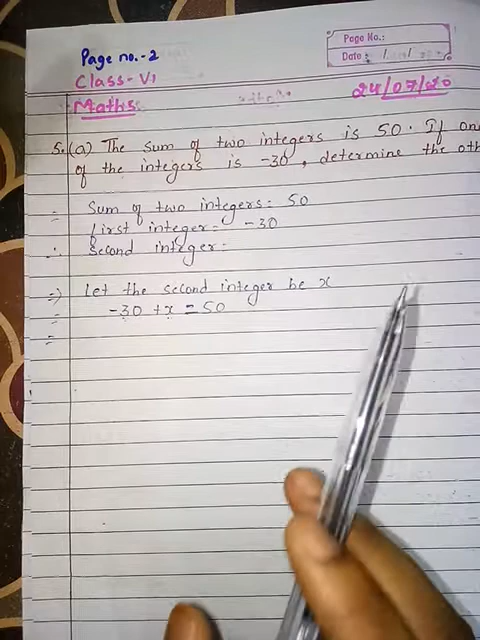 Page no.-2
Page No.:
Date : / /
Class-VI
Maths
24/07/20
5.(a) The sum of two integers is 50. If one
of the integers is -30, determine the oth
= Sum of two integers= 50
First integer= -30
∴ Second integer=
=> Let the second integer be x
= -30 + x = 50
=